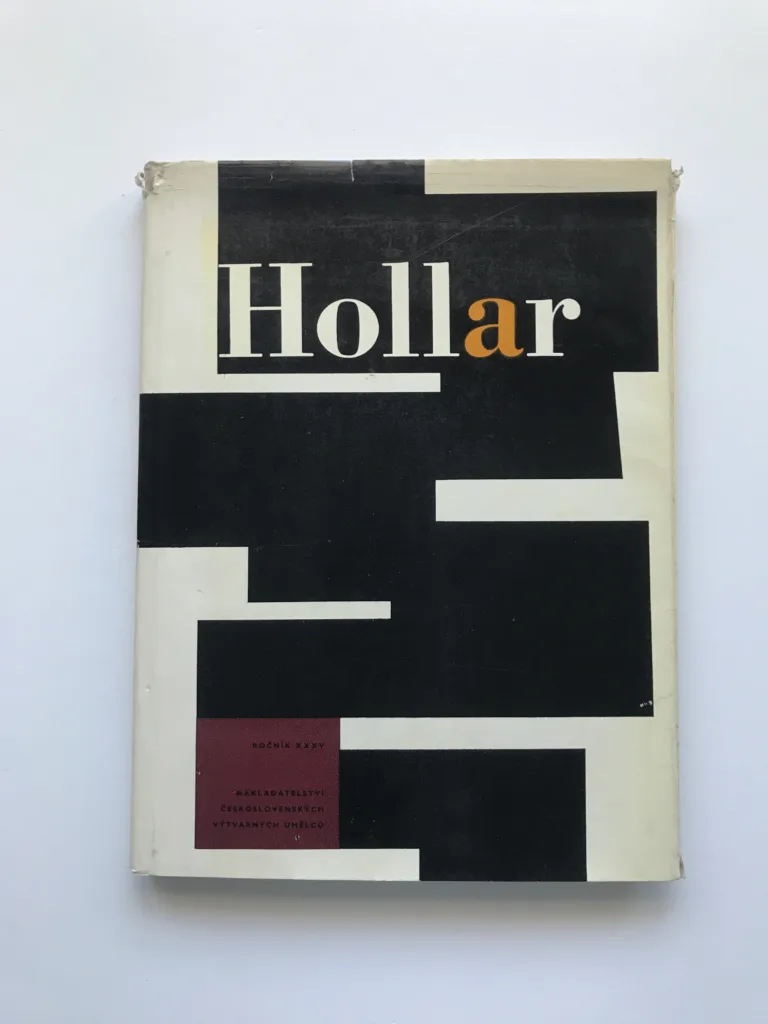 Hollar
ROČNÍK XXXV
NAKLADATELSTVÍ
ČESKOSLOVENSKÝCH
VÝTVARNÝCH UMĚLCŮ